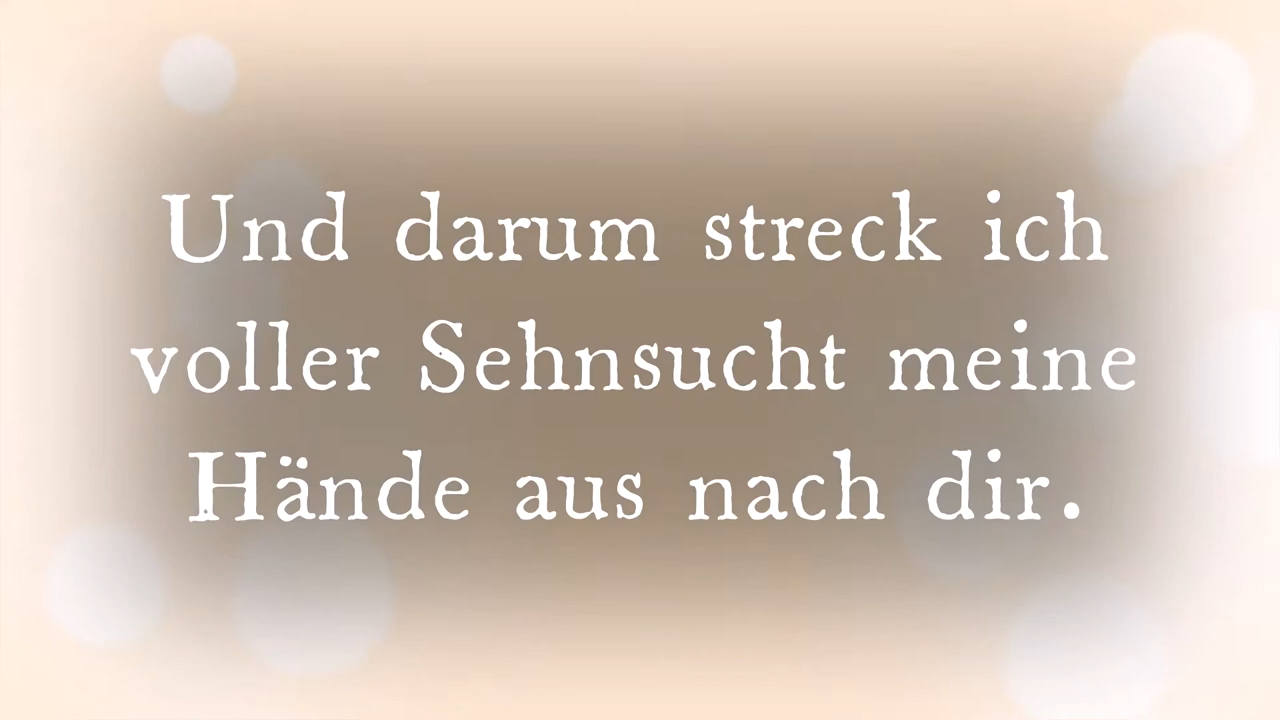 Und darum streck ich
voller Sehnsucht meine
Hände aus nach dir.